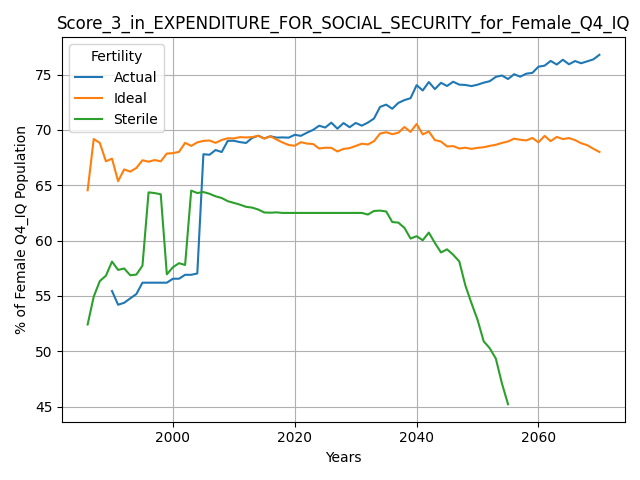 Score_3_in_EXPENDITURE_FOR_SOCIAL_SECURITY_for_Female_Q4_IQ
Fertility
Actual
Ideal
Sterile
% of Female Q4_IQ Population
75
70
65
60
55
50
45
2000
2020
2040
2060
Years